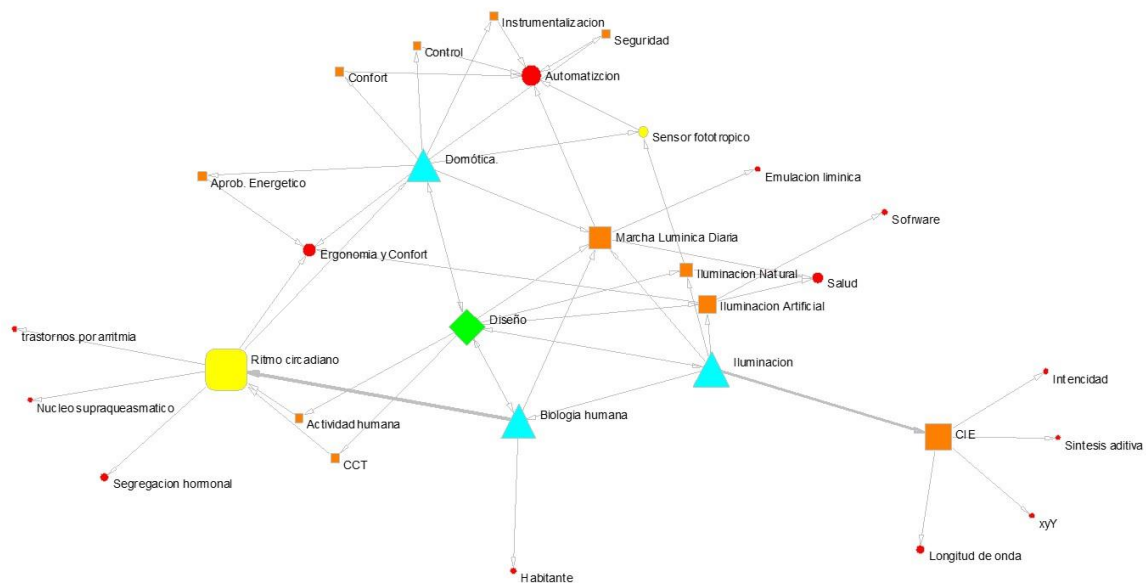 Instrumentalizacion
Seguridad
Control
Confort
Automatizcion
Sensor fototropico
Domótica.
Emulacion liminica
Aprob. Energetico
Sofrware
Marcha Luminica Diaria
Ergonomia y Confort
Iluminacion Natural
Salud
Iluminacion Artificial
Diseño
trastornos por arritmia
Ritmo circadiano
Iluminacion
Intencidad
Nucleo supraqueasmatico
Biologia humana
Actividad humana
CIE
Sintesis aditiva
CCT
Segregacion hormonal
xyY
Longitud de onda
Habitante